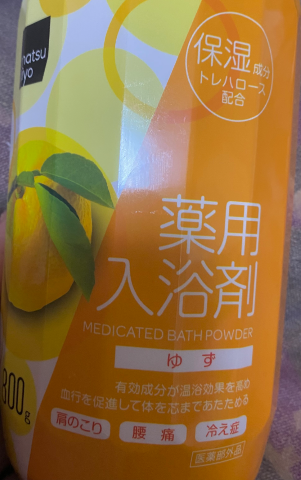 matsu
kiyo
保湿成分
トレハロース
配合
薬用
入浴剤
MEDICATED BATH POWDER
ゆず
有効成分が温浴効果を高め
血行を促進して体を芯まであたためる
肩のこり 腰痛 冷え症
医薬部外品
800g